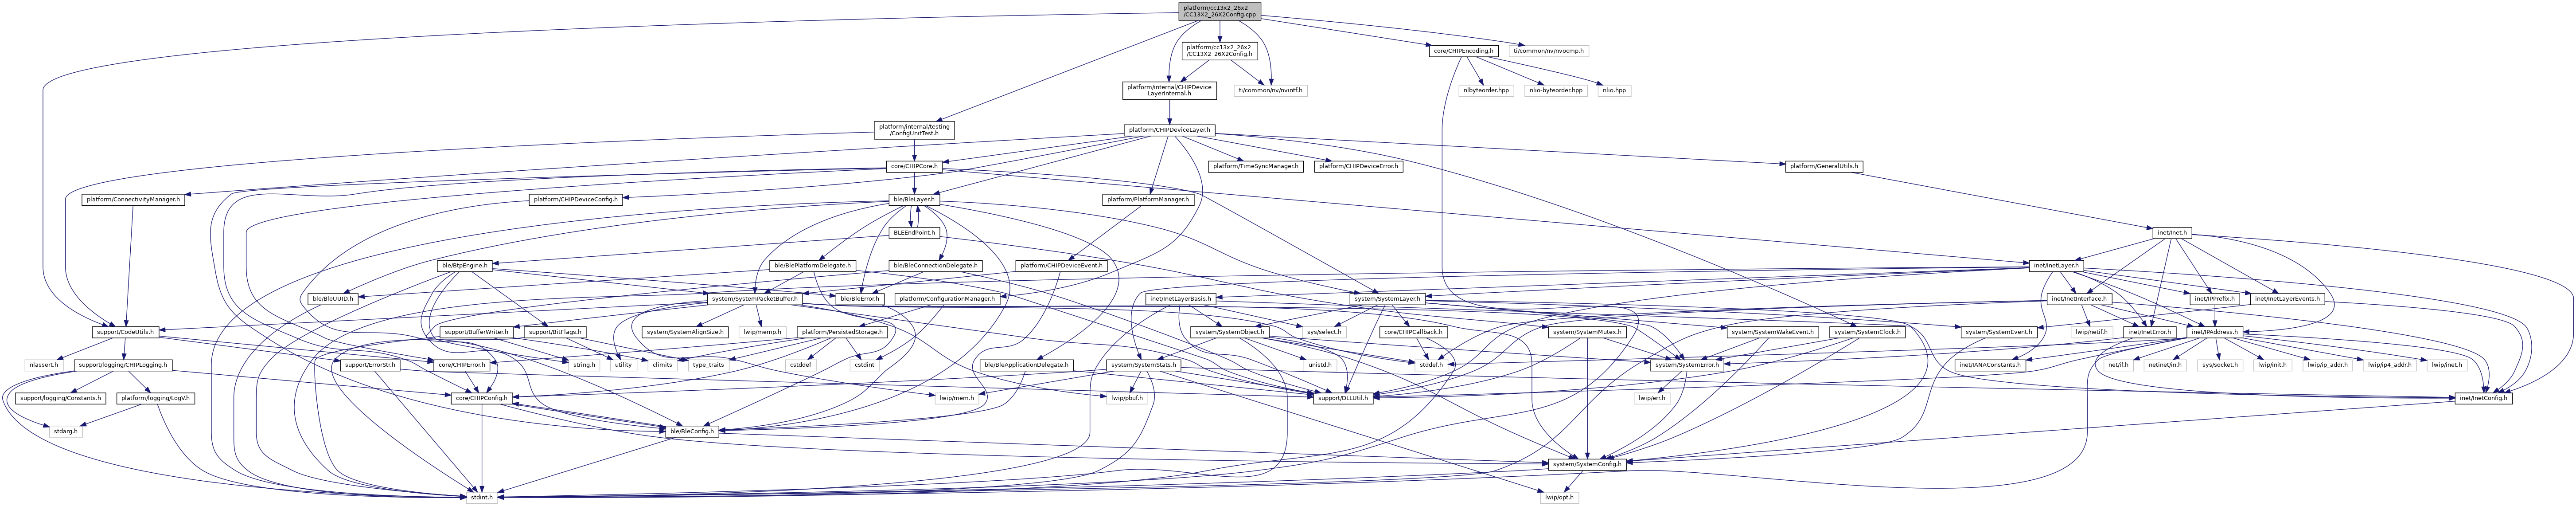 platform/cc13x2_26x2
/CC13X2_26X2Config.cpp
platform/cc13x2_26x2
/CC13X2_26X2Config.h
core/CHIPEncoding.h
ti/common/nv/nvocmp.h
platform/internal/CHIPDevice
LayerInternal.h
ti/common/nv/nvintf.h
nlbyteorder.hpp
nlio-byteorder.hpp
nlio.hpp
platform/internal/testing
/ConfigUnitTest.h
platform/CHIPDeviceLayer.h
core/CHIPCore.h
platform/TimeSyncManager.h
platform/CHIPDeviceError.h
platform/GeneralUtils.h
platform/ConnectivityManager.h
platform/CHIPDeviceConfig.h
ble/BleLayer.h
platform/PlatformManager.h
BLEEndPoint.h
inet/Inet.h
ble/BtpEngine.h
ble/BlePlatformDelegate.h
ble/BleConnectionDelegate.h
platform/CHIPDeviceEvent.h
inet/InetLayer.h
ble/BleUUID.h
system/SystemPacketBuffer.h
ble/BleError.h
platform/ConfigurationManager.h
inet/InetLayerBasis.h
system/SystemLayer.h
inet/InetInterface.h
inet/IPPrefix.h
inet/InetLayerEvents.h
support/CodeUtils.h
support/BufferWriter.h
support/BitFlags.h
system/SystemAlignSize.h
lwip/memp.h
platform/PersistedStorage.h
system/SystemObject.h
sys/select.h
core/CHIPCallback.h
system/SystemMutex.h
system/SystemWakeEvent.h
system/SystemClock.h
system/SystemEvent.h
lwip/netif.h
inet/InetError.h
inet/IPAddress.h
nlassert.h
support/logging/CHIPLogging.h
support/ErrorStr.h
core/CHIPError.h
string.h
utility
climits
type_traits
cstddef
cstdint
ble/BleApplicationDelegate.h
system/SystemStats.h
unistd.h
stddef.h
system/SystemError.h
inet/IANAConstants.h
net/if.h
netinet/in.h
sys/socket.h
lwip/init.h
lwip/ip_addr.h
lwip/ip4_addr.h
lwip/inet.h
support/logging/Constants.h
platform/logging/LogV.h
core/CHIPConfig.h
lwip/mem.h
lwip/pbuf.h
support/DLLUtil.h
lwip/err.h
inet/InetConfig.h
stdarg.h
ble/BleConfig.h
system/SystemConfig.h
stdint.h
lwip/opt.h